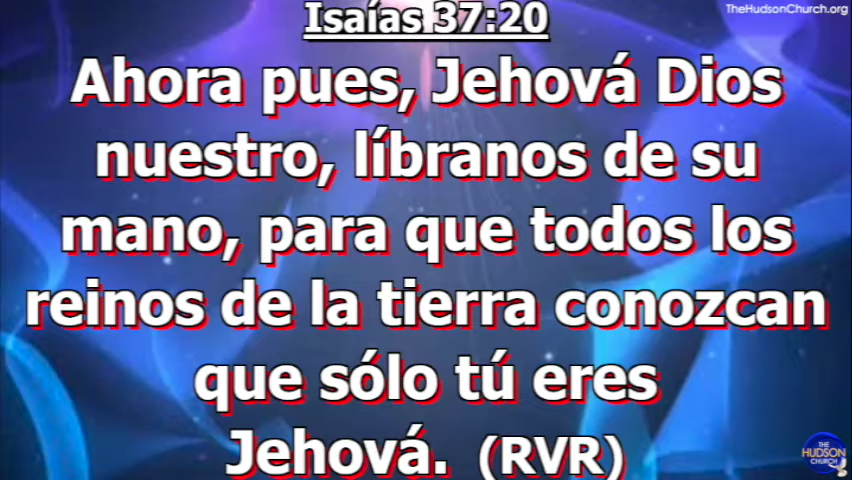 TheHudsonChurch.org
Isaías 37:20
Ahora pues, Jehová Dios
nuestro, líbranos de su
mano, para que todos los
reinos de la tierra conozcan
que sólo tú eres
Jehová. (RVR)
THE
HUDSON
CHURCH